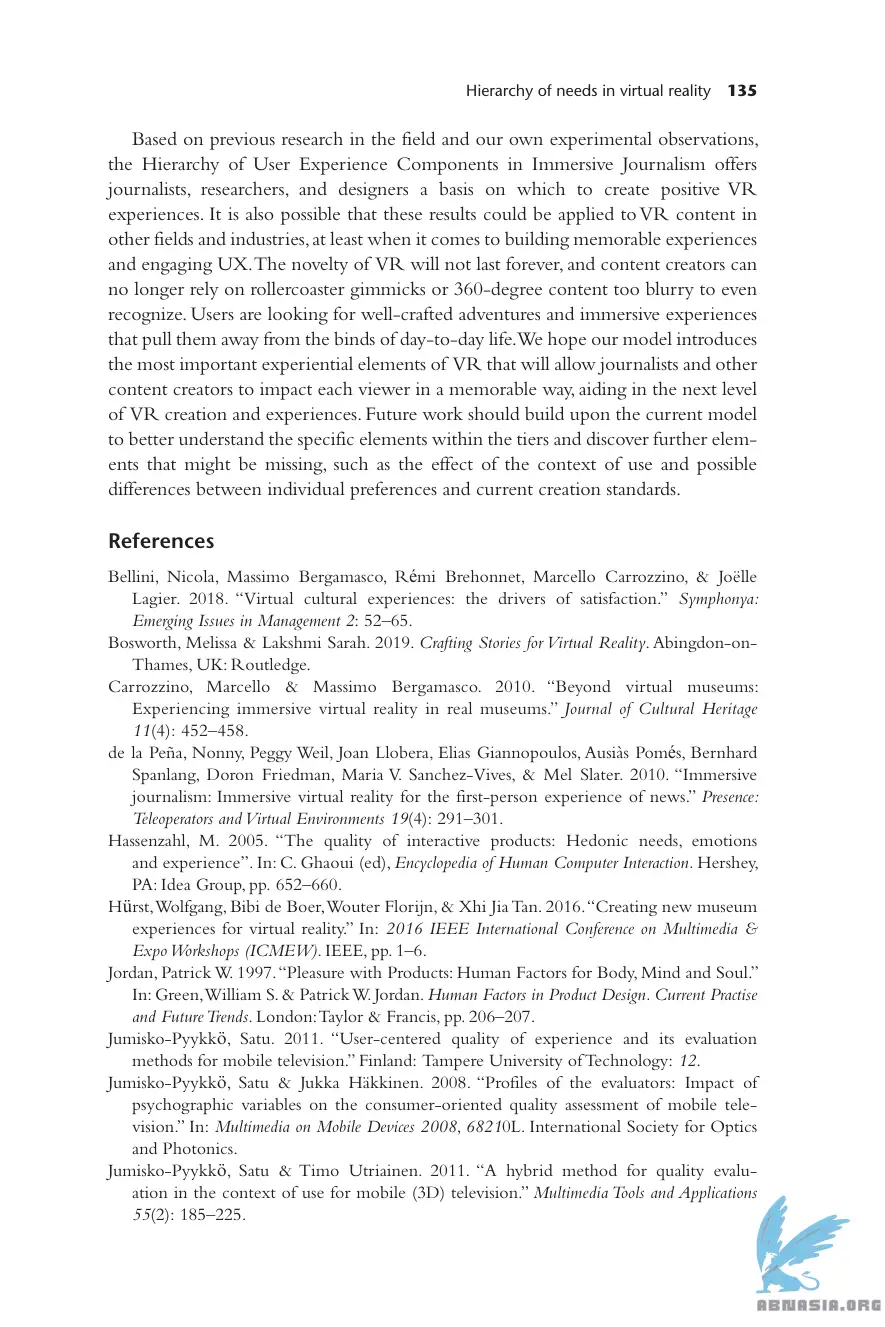 Hierarchy of needs in virtual reality 135
Based on previous research in the field and our own experimental observations,
the Hierarchy of User Experience Components in Immersive Journalism offers
journalists, researchers, and designers a basis on which to create positive VR
experiences. It is also possible that these results could be applied to VR content in
other fields and industries, at least when it comes to building memorable experiences
and engaging UX. The novelty of VR will not last forever, and content creators can
no longer rely on rollercoaster gimmicks or 360-degree content too blurry to even
recognize. Users are looking for well-crafted adventures and immersive experiences
that pull them away from the binds of day-to-day life. We hope our model introduces
the most important experiential elements of VR that will allow journalists and other
content creators to impact each viewer in a memorable way, aiding in the next level
of VR creation and experiences. Future work should build upon the current model
to better understand the specific elements within the tiers and discover further elem-
ents that might be missing, such as the effect of the context of use and possible
differences between individual preferences and current creation standards.
References
Bellini, Nicola, Massimo Bergamasco, Rémi Brehonnet, Marcello Carrozzino, & Joëlle
Lagier. 2018. “Virtual cultural experiences: the drivers of satisfaction.” Symphonya:
Emerging Issues in Management 2: 52–65.
Bosworth, Melissa & Lakshmi Sarah. 2019. Crafting Stories for Virtual Reality. Abingdon-on-
Thames, UK: Routledge.
Carrozzino, Marcello & Massimo Bergamasco. 2010. “Beyond virtual museums:
Experiencing immersive virtual reality in real museums.” Journal of Cultural Heritage
11(4): 452–458.
de la Peña, Nonny, Peggy Weil, Joan Llobera, Elias Giannopoulos, Ausiàs Pomés, Bernhard
Spanlang, Doron Friedman, Maria V. Sanchez-Vives, & Mel Slater. 2010. “Immersive
journalism: Immersive virtual reality for the first-person experience of news.” Presence:
Teleoperators and Virtual Environments 19(4): 291–301.
Hassenzahl, M. 2005. “The quality of interactive products: Hedonic needs, emotions
and experience”. In: C. Ghaoui (ed), Encyclopedia of Human Computer Interaction. Hershey,
PA: Idea Group, pp. 652–660.
Hürst, Wolfgang, Bibi de Boer, Wouter Florijn, & Xhi Jia Tan. 2016. “Creating new museum
experiences for virtual reality.” In: 2016 IEEE International Conference on Multimedia &
Expo Workshops (ICMEW). IEEE, pp. 1–6.
Jordan, Patrick W. 1997. “Pleasure with Products: Human Factors for Body, Mind and Soul.”
In: Green, William S. & Patrick W. Jordan. Human Factors in Product Design. Current Practise
and Future Trends. London: Taylor & Francis, pp. 206–207.
Jumisko-Pyykkö, Satu. 2011. “User-centered quality of experience and its evaluation
methods for mobile television.” Finland: Tampere University of Technology: 12.
Jumisko-Pyykkö, Satu & Jukka Häkkinen. 2008. “Profiles of the evaluators: Impact of
psychographic variables on the consumer-oriented quality assessment of mobile tele-
vision.” In: Multimedia on Mobile Devices 2008, 68210L. International Society for Optics
and Photonics.
Jumisko-Pyykkö, Satu & Timo Utriainen. 2011. “A hybrid method for quality evalu-
ation in the context of use for mobile (3D) television.” Multimedia Tools and Applications
55(2): 185–225.
ABNASIA.ORG